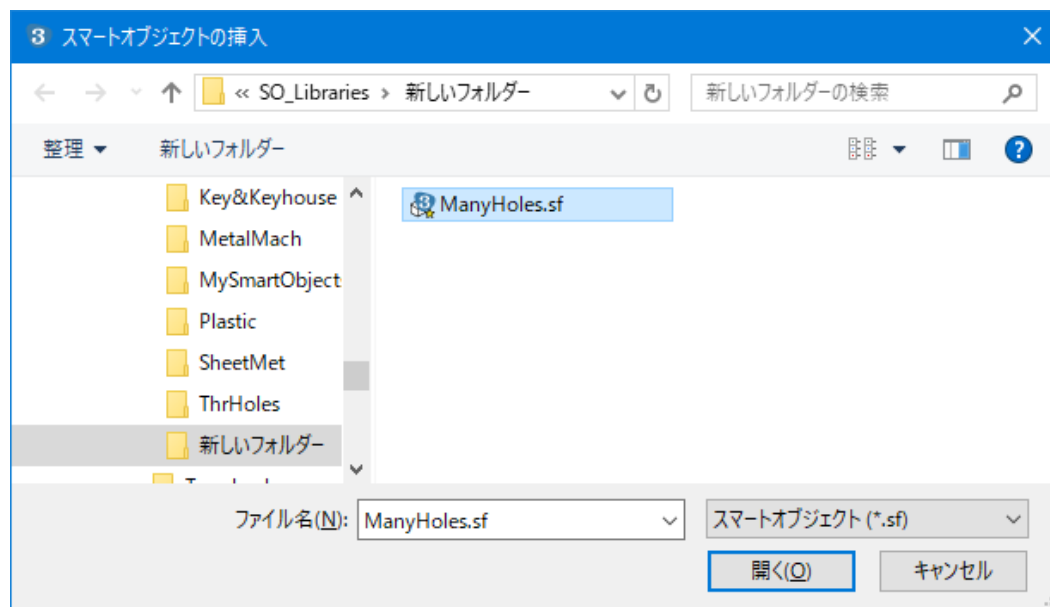 3 スマートオブジェクトの挿入
« SO_Libraries › 新しいフォルダー
新しいフォルダーの検索
整理 新しいフォルダー
?
Key&Keyhouse
MetalMach
MySmartObject
Plastic
SheetMet
ThrHoles
新しいフォルダー
ManyHoles.sf
ファイル名(N): ManyHoles.sf
スマートオブジェクト (*.sf)
開く(O) キャンセル